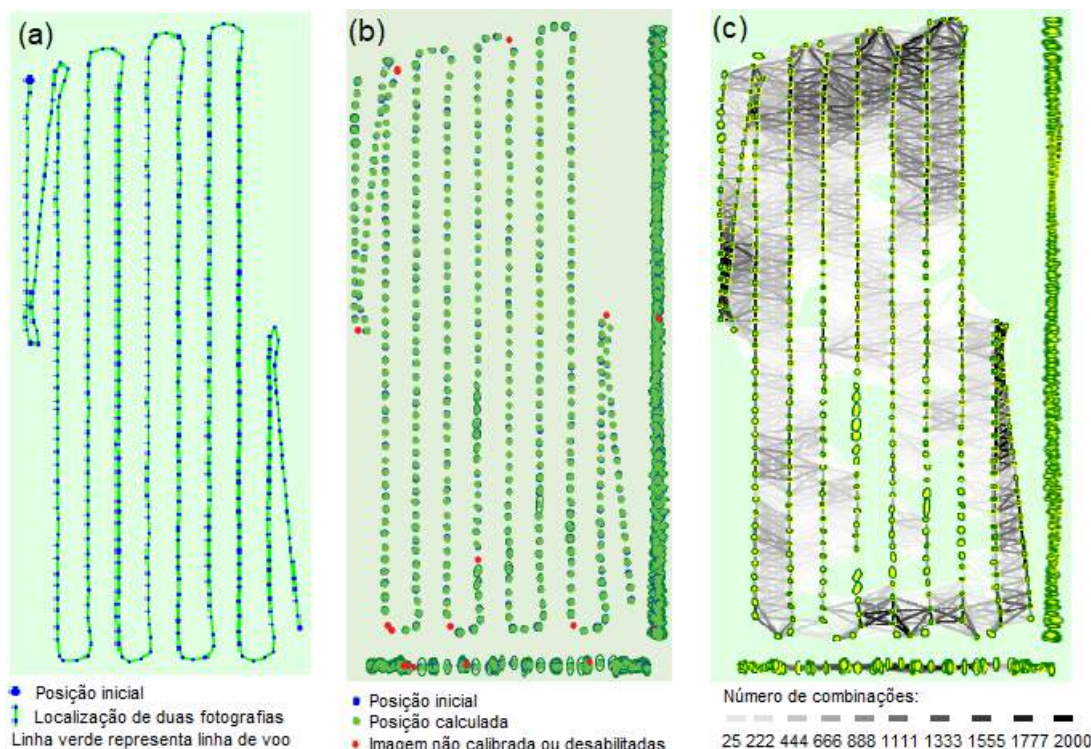 (a)
Posição inicial
Localização de duas fotografias
Linha verde representa linha de voo
(b)
Posição inicial
Posição calculada
Imagem não calibrada ou desabilitadas
(c)
Número de combinações:
25 222 444 666 888 1111 1333 1555 1777 2000